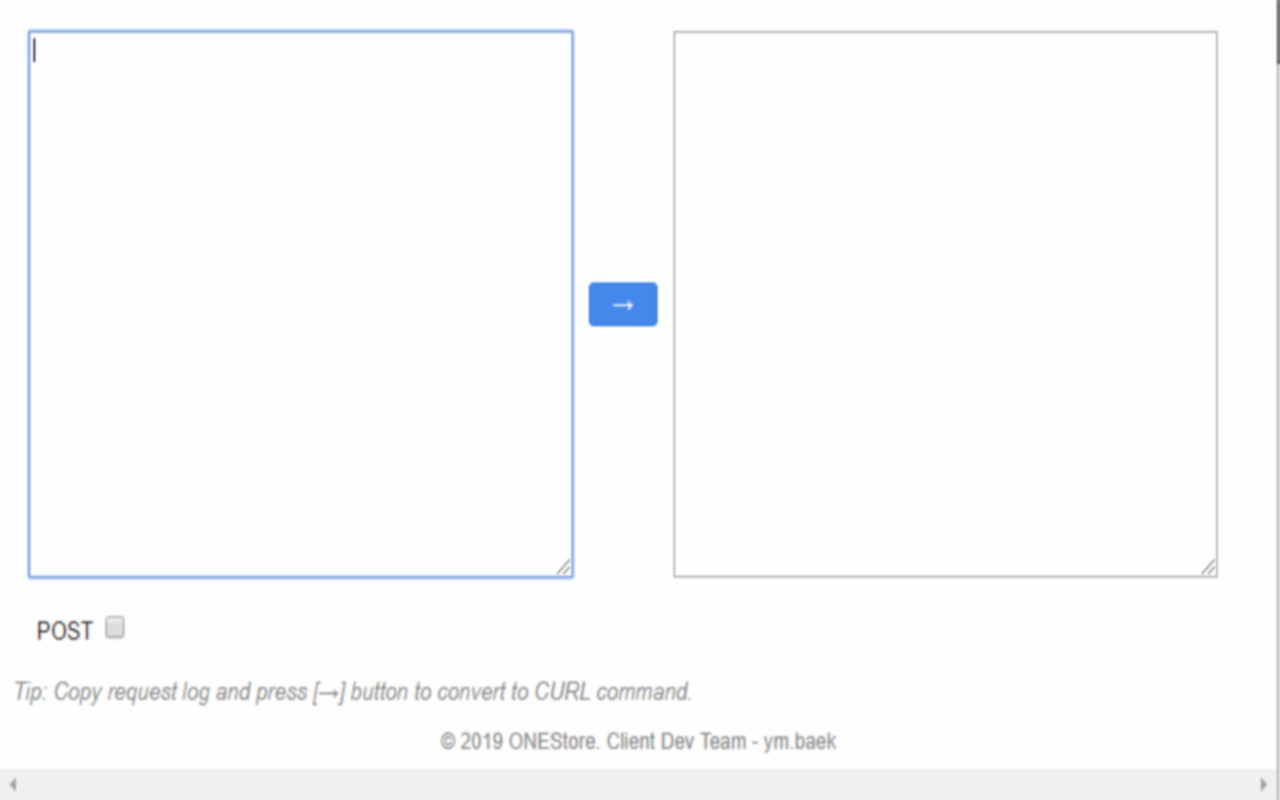 →
POST
Tip: Copy request log and press [→] button to convert to CURL command.
© 2019 ONEStore. Client Dev Team - ym.baek